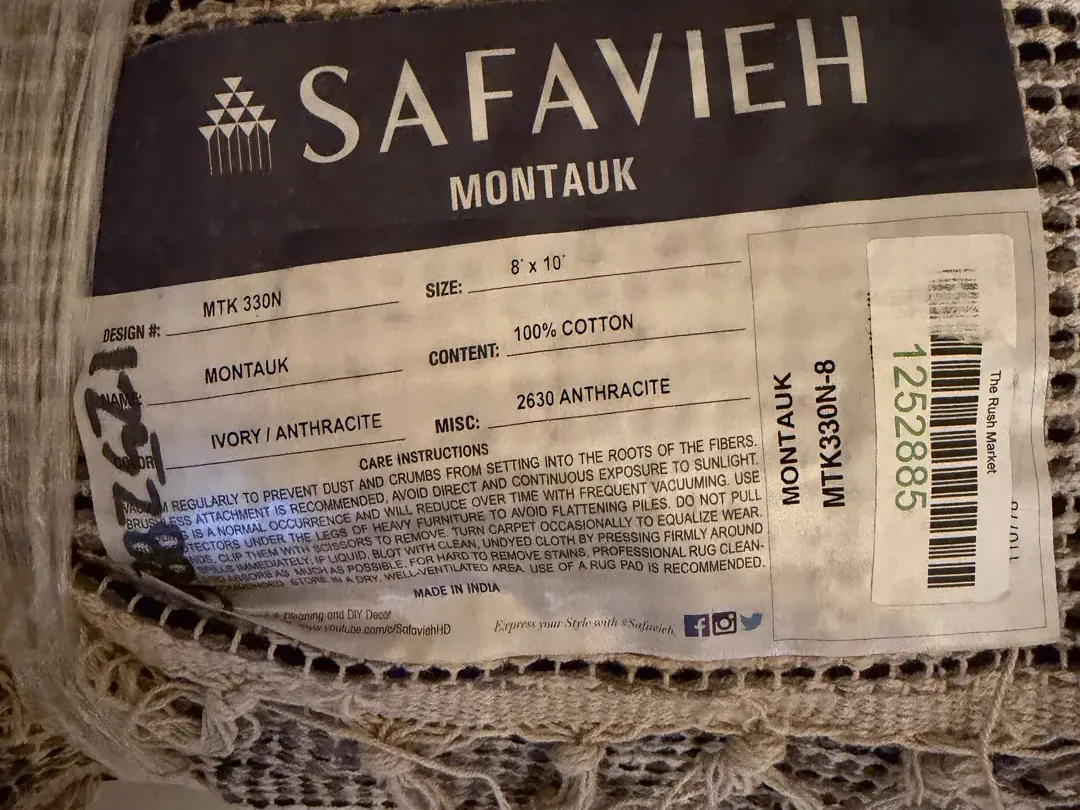 SAFAVIEH
MONTAUK
DESIGN #: MTK 330N
SIZE: 8' x 10'
NAME: MONTAUK
CONTENT: 100% COTTON
COLOR IVORY / ANTHRACITE
MISC: 2630 ANTHRACITE
CARE INSTRUCTIONS
VACUUM REGULARLY TO PREVENT DUST AND CRUMBS FROM SETTING INTO THE ROOTS OF THE FIBERS.
BRUSHLESS ATTACHMENT IS RECOMMENDED, AVOID DIRECT AND CONTINUOUS EXPOSURE TO SUNLIGHT.
IS A NORMAL OCCURRENCE AND WILL REDUCE OVER TIME WITH FREQUENT VACUUMING. USE
UNDER THE LEGS OF HEAVY FURNITURE TO AVOID FLATTENING PILES. DO NOT PULL
CLIP THEM WITH SCISSORS TO REMOVE. TURN CARPET OCCASIONALLY TO EQUALIZE WEAR.
SPILLS IMMEDIATELY, IF LIQUID. BLOT WITH CLEAN, UNDYED CLOTH BY PRESSING FIRMLY AROUND
ABSORB AS MUCH AS POSSIBLE. FOR HARD TO REMOVE STAINS, PROFESSIONAL RUG CLEAN-
STORE IN A DRY, WELL-VENTILATED AREA. USE OF A RUG PAD IS RECOMMENDED.
MADE IN INDIA
Cleaning and DIY Decor
www.youtube.com/c/SafaviehHD
Express your Style with #Safavieh
MONTAUK
MTK330N-8
1252885
The Rush Market